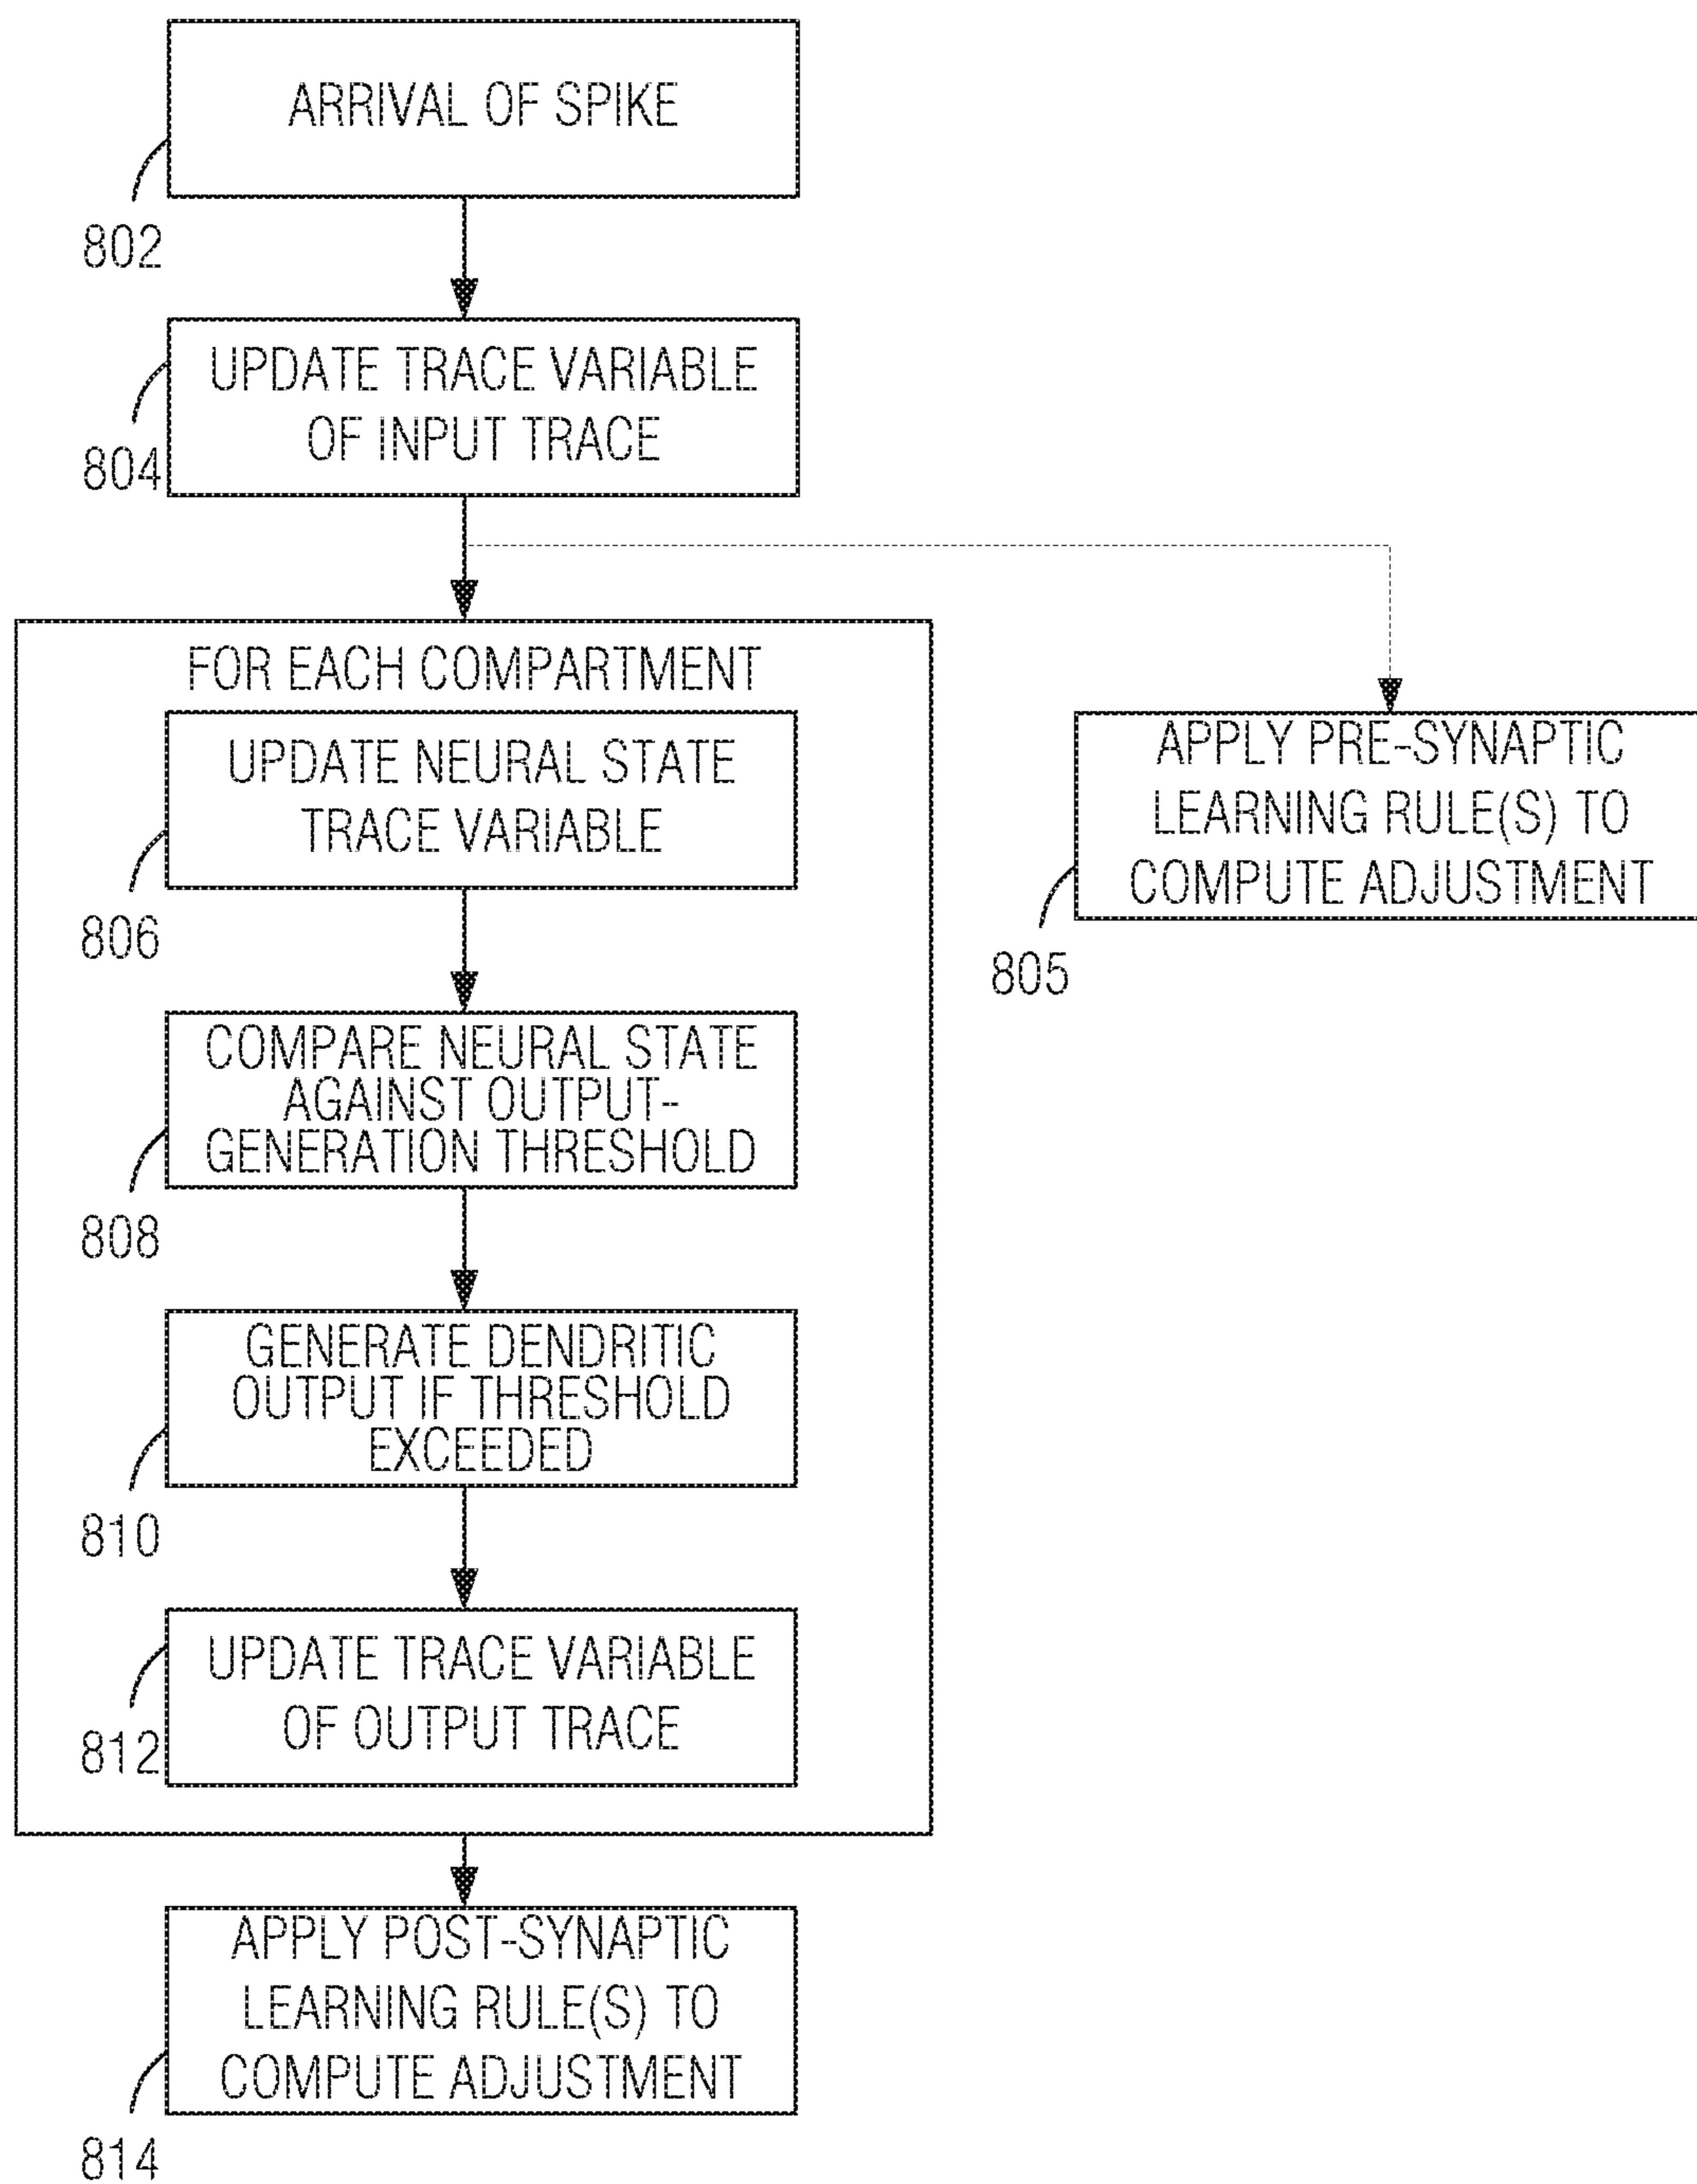 ARRIVAL OF SPIKE
802
UPDATE TRACE VARIABLE
OF INPUT TRACE
804
FOR EACH COMPARTMENT
UPDATE NEURAL STATE
TRACE VARIABLE
806
APPLY PRE-SYNAPTIC
LEARNING RULE(S) TO
COMPUTE ADJUSTMENT
805
COMPARE NEURAL STATE
AGAINST OUTPUT-
GENERATION THRESHOLD
808
GENERATE DENDRITIC
OUTPUT IF THRESHOLD
EXCEEDED
810
UPDATE TRACE VARIABLE
OF OUTPUT TRACE
812
APPLY POST-SYNAPTIC
LEARNING RULE(S) TO
COMPUTE ADJUSTMENT
814